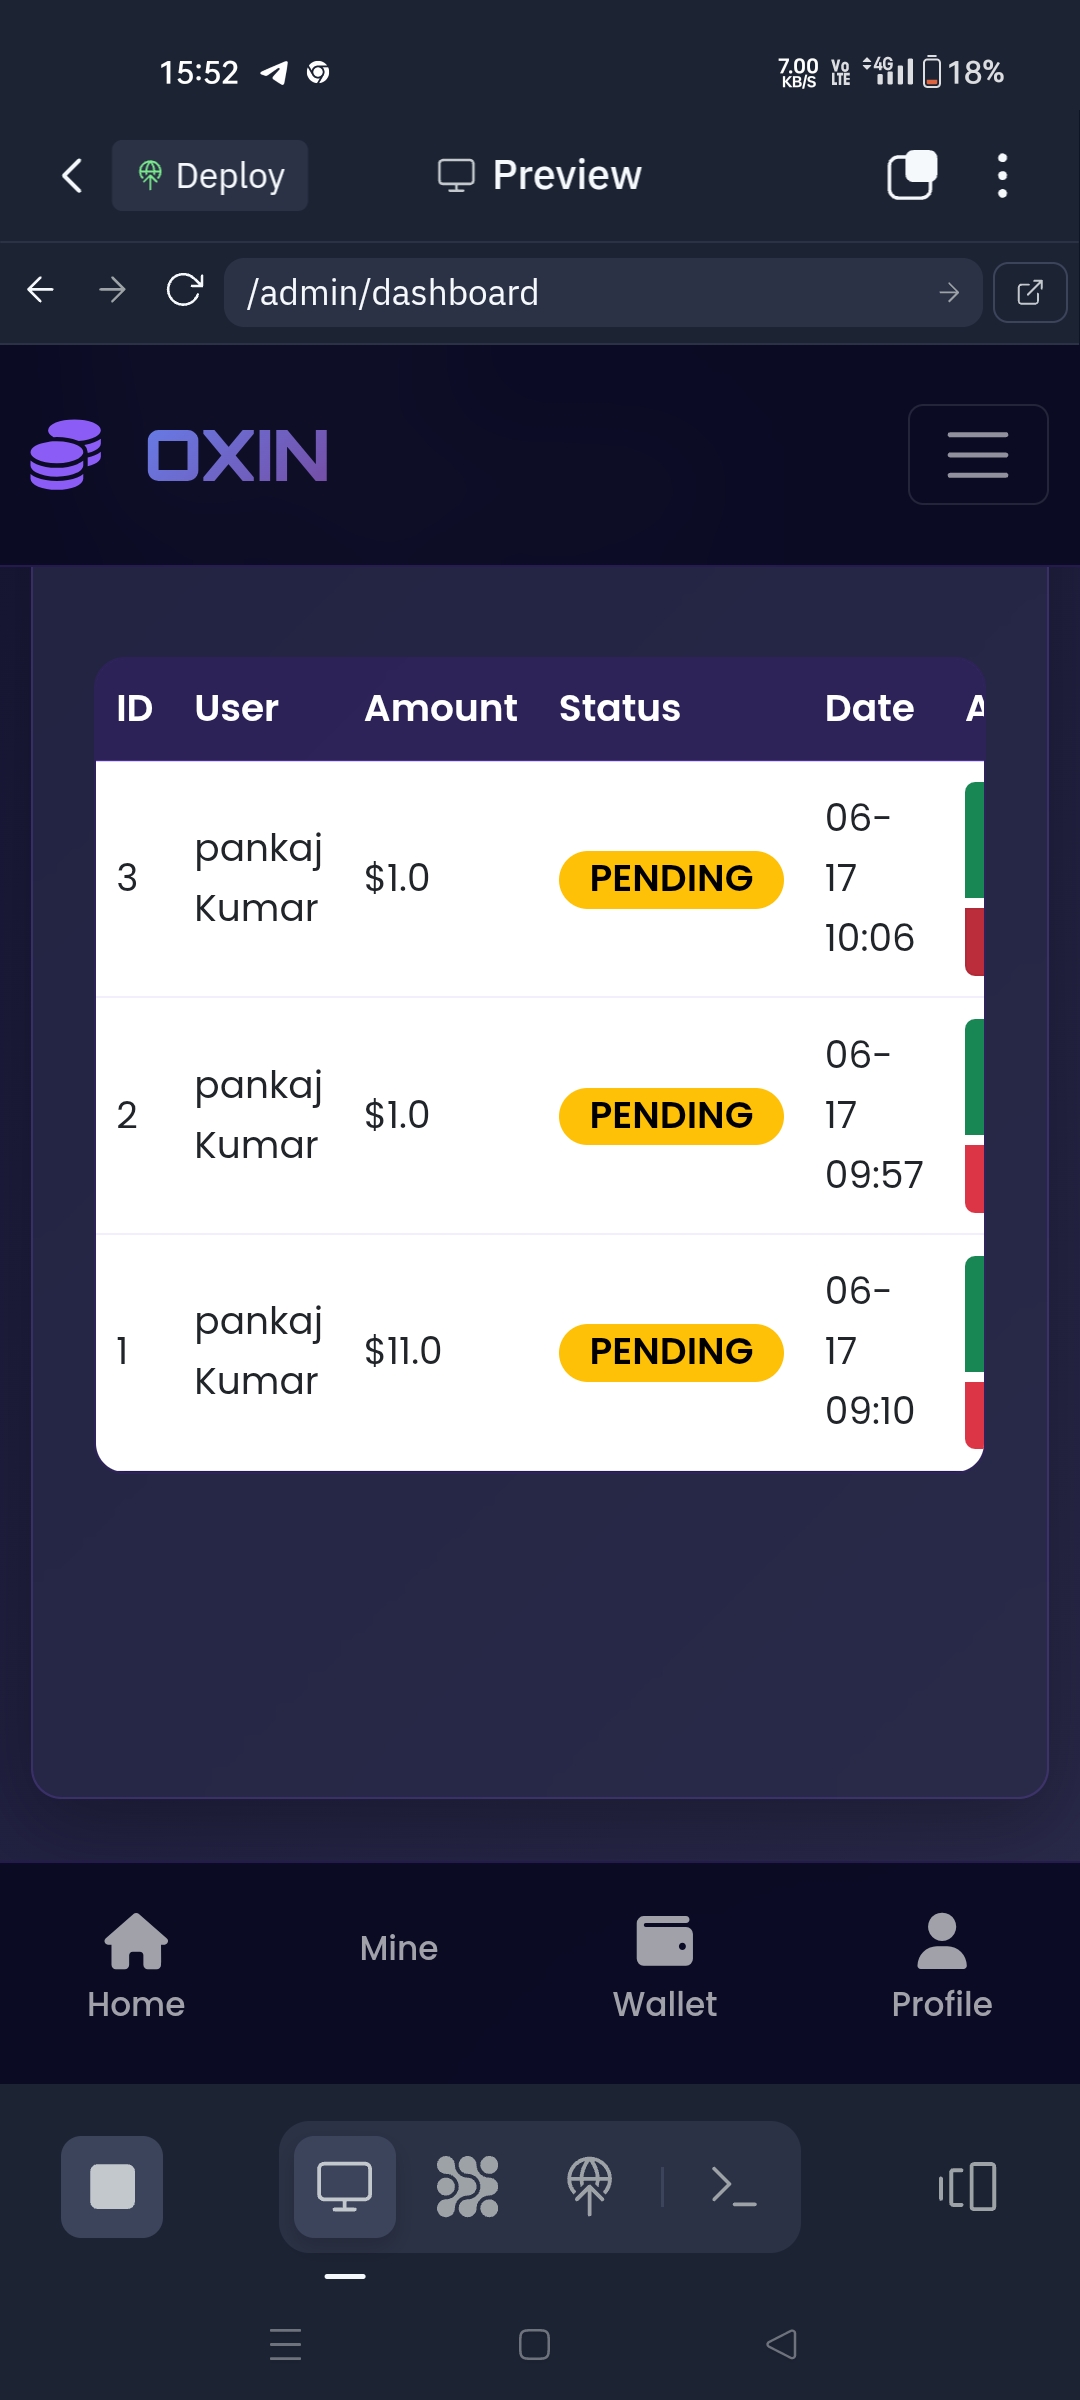 15:52 7.00 KB/S Vo LTE 4G 18%
Deploy Preview
/admin/dashboard
OXIN
ID User Amount Status Date A
3 pankaj Kumar $1.0 PENDING 06-17 10:06
2 pankaj Kumar $1.0 PENDING 06-17 09:57
1 pankaj Kumar $11.0 PENDING 06-17 09:10
Home Mine Wallet Profile